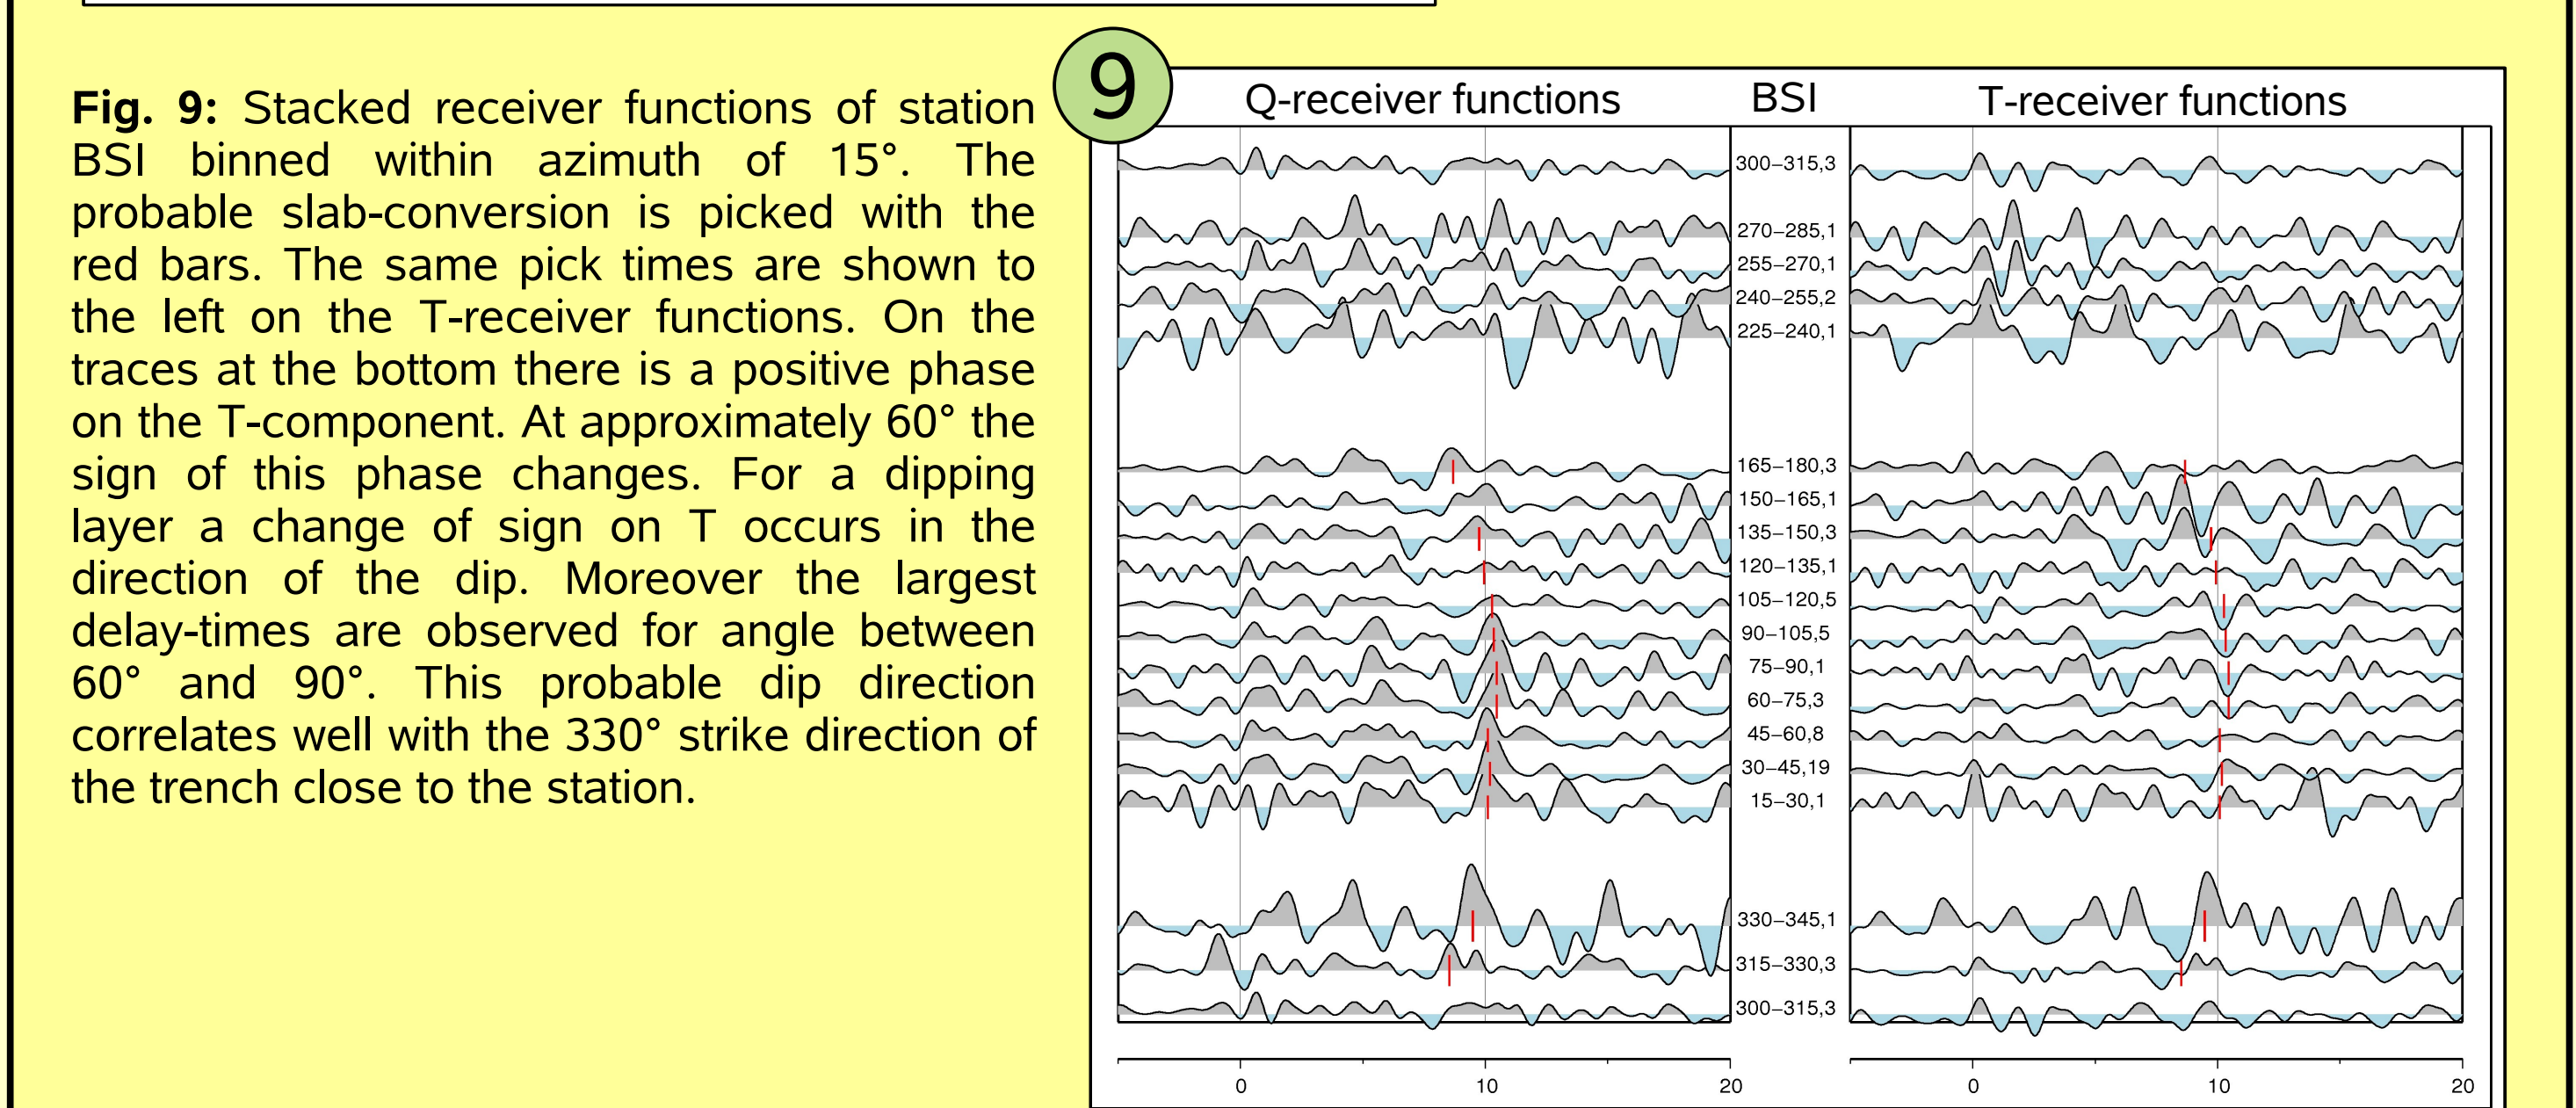 Fig. 9: Stacked receiver functions of station
BSI binned within azimuth of 15°. The
probable slab-conversion is picked with the
red bars. The same pick times are shown to
the left on the T-receiver functions. On the
traces at the bottom there is a positive phase
on the T-component. At approximately 60° the
sign of this phase changes. For a dipping
layer a change of sign on T occurs in the
direction of the dip. Moreover the largest
delay-times are observed for angle between
60° and 90°. This probable dip direction
correlates well with the 330° strike direction of
the trench close to the station.
9
Q-receiver functions BSI T-receiver functions
300–315,3
270–285,1
255–270,1
240–255,2
225–240,1
165–180,3
150–165,1
135–150,3
120–135,1
105–120,5
90–105,5
75–90,1
60–75,3
45–60,8
30–45,19
15–30,1
330–345,1
315–330,3
300–315,3
0 10 20 0 10 20